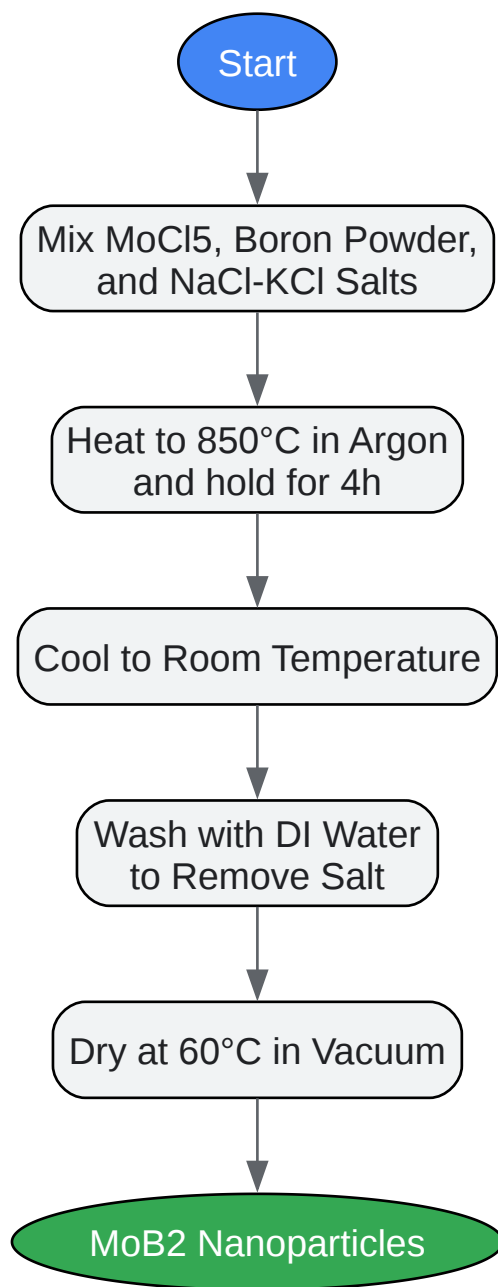 Start
Mix MoCl5, Boron Powder,
and NaCl-KCl Salts
Heat to 850°C in Argon
and hold for 4h
Cool to Room Temperature
Wash with DI Water
to Remove Salt
Dry at 60°C in Vacuum
MoB2 Nanoparticles